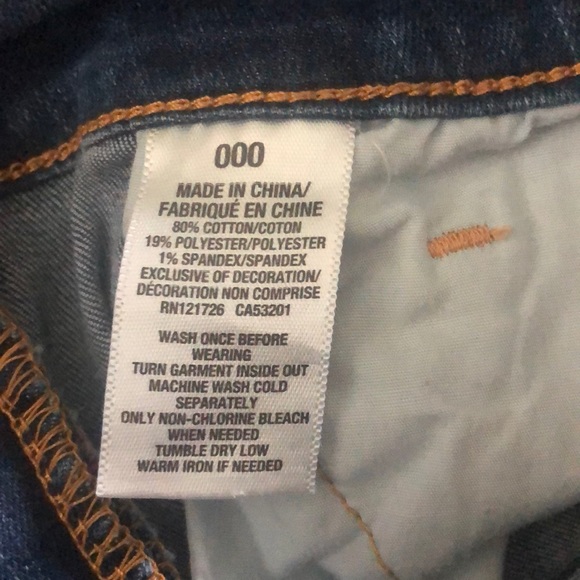 000
MADE IN CHINA/
FABRIQUÉ EN CHINE
80% COTTON/COTON
19% POLYESTER/POLYESTER
1% SPANDEX/SPANDEX
EXCLUSIVE OF DECORATION/
DÉCORATION NON COMPRISE
RN121726 CA53201
WASH ONCE BEFORE
WEARING
TURN GARMENT INSIDE OUT
MACHINE WASH COLD
SEPARATELY
ONLY NON-CHLORINE BLEACH
WHEN NEEDED
TUMBLE DRY LOW
WARM IRON IF NEEDED